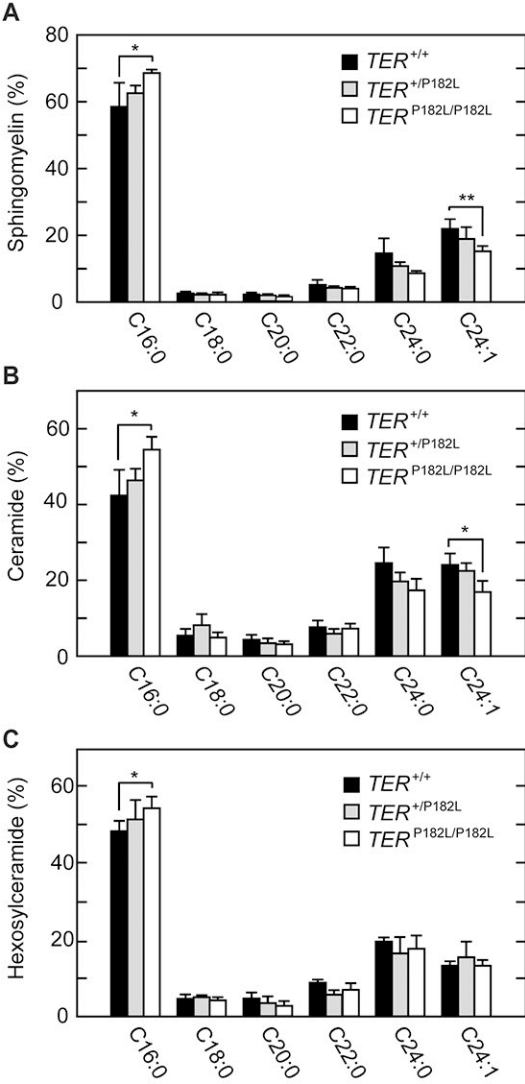 A
Sphingomyelin (%)
80
60
40
20
0
*
**
TER+/+
TER+/P182L
TERP182L/P182L
C16:0
C18:0
C20:0
C22:0
C24:0
C24:1
B
Ceramide (%)
60
40
20
0
*
*
TER+/+
TER+/P182L
TERP182L/P182L
C16:0
C18:0
C20:0
C22:0
C24:0
C24:1
C
Hexosylceramide (%)
60
40
20
0
*
TER+/+
TER+/P182L
TERP182L/P182L
C16:0
C18:0
C20:0
C22:0
C24:0
C24:1